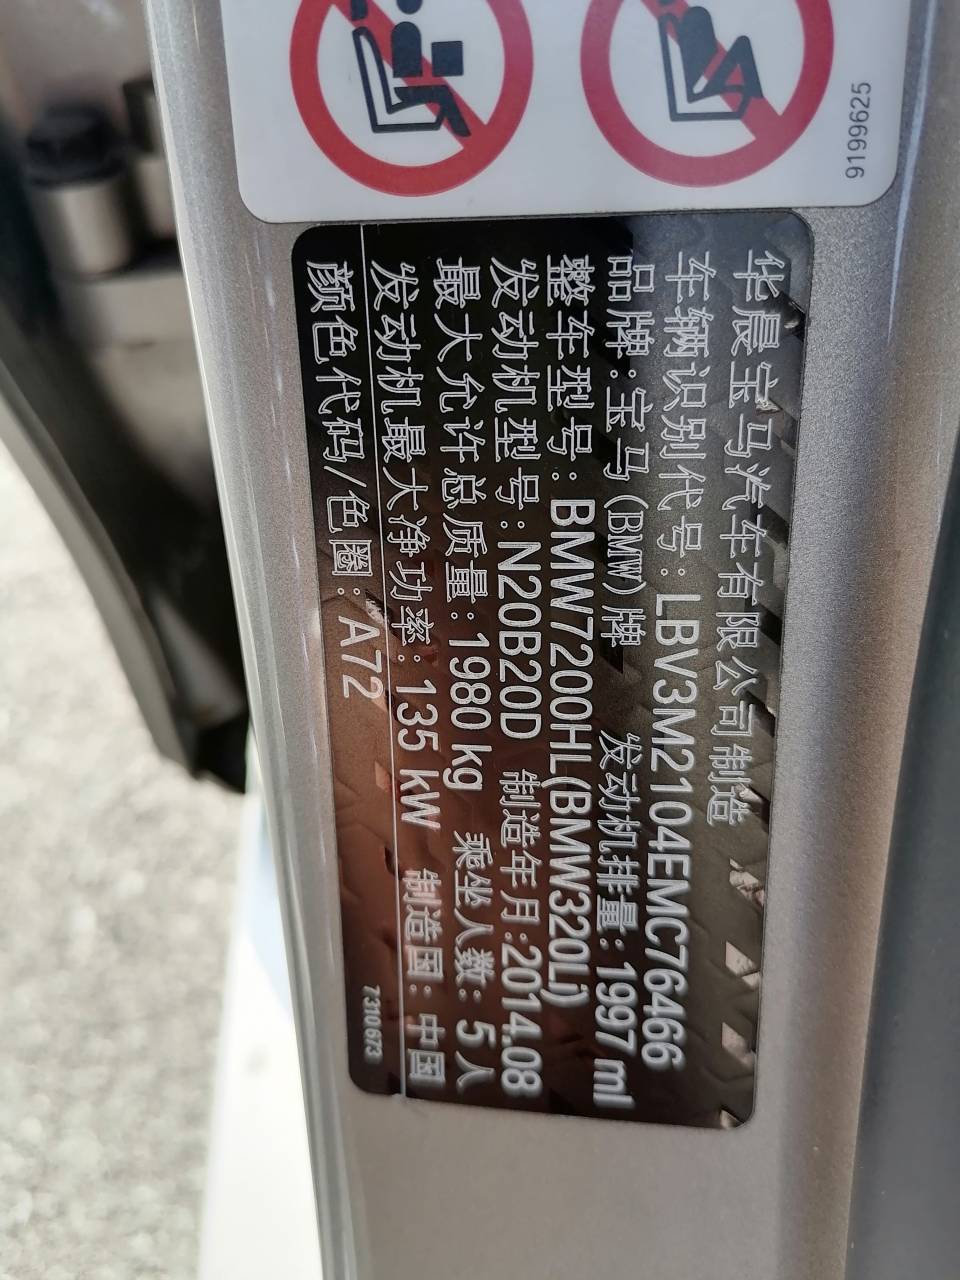 9199625
华晨宝马汽车有限公司制造
车辆识别代号:LBV3M2104EMC76466
品牌:宝马(BMW)牌 发动机排量:1997 ml
整车型号:BMW7200HL(BMW320Li)
发动机型号:N20B20D 制造年月:2014.08
最大允许总质量:1980 kg 乘坐人数:5人
发动机最大净功率:135 kW 制造国:中国
颜色代码/色圈:A72
7310673